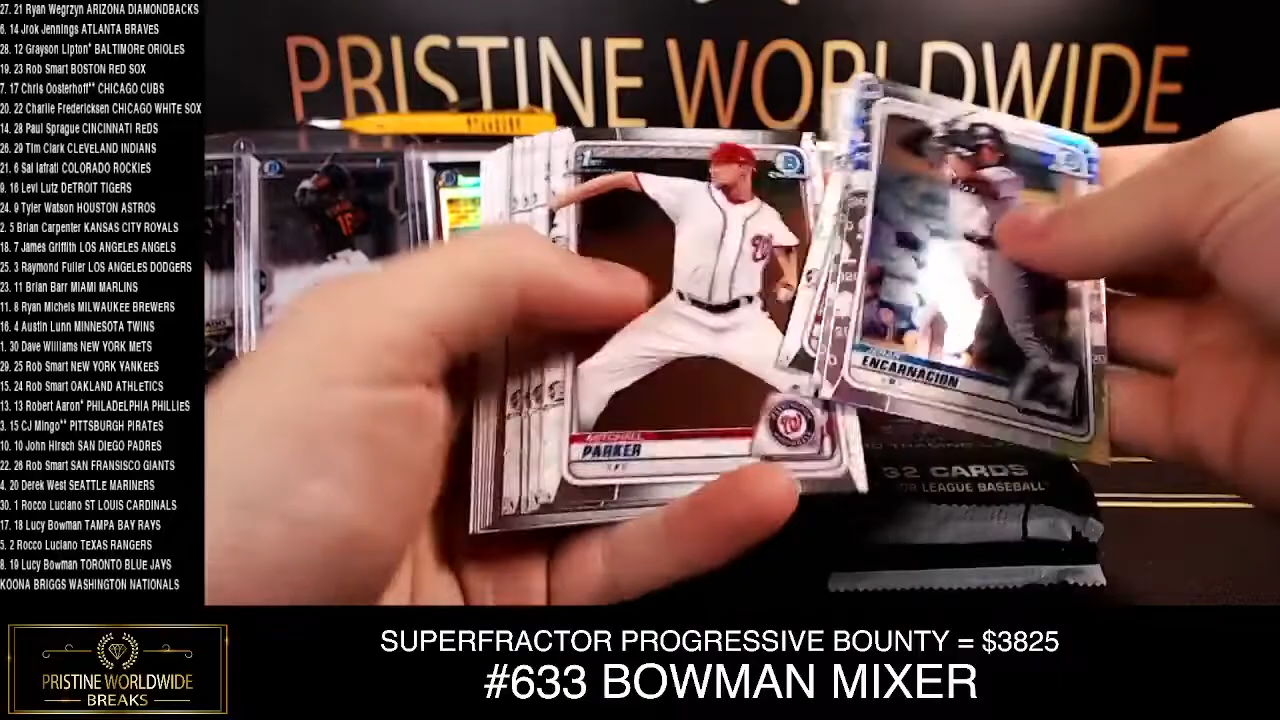 27. 21 Ryan Wegrzyn ARIZONA DIAMONDBACKS
6. 14 Jrok Jennings ATLANTA BRAVES
28. 12 Grayson Lipton* BALTIMORE ORIOLES
19. 23 Rob Smart BOSTON RED SOX
7. 17 Chris Oosterhoff** CHICAGO CUBS
20. 22 Charlie Fredericksen CHICAGO WHITE SOX
14. 28 Paul Sprague CINCINNATI REDS
26. 29 Tim Clark CLEVELAND INDIANS
21. 6 Sal Iafrati COLORADO ROCKIES
9. 16 Levi Lutz DETROIT TIGERS
24. 9 Tyler Watson HOUSTON ASTROS
2. 5 Brian Carpenter KANSAS CITY ROYALS
18. 7 James Griffith LOS ANGELES ANGELS
25. 3 Raymond Fuller LOS ANGELES DODGERS
23. 11 Brian Barr MIAMI MARLINS
11. 8 Ryan Michels MILWAUKEE BREWERS
16. 4 Austin Lunn MINNESOTA TWINS
1. 30 Dave Williams NEW YORK METS
29. 25 Rob Smart NEW YORK YANKEES
15. 24 Rob Smart OAKLAND ATHLETICS
13. 13 Robert Aaron* PHILADELPHIA PHILLIES
3. 15 CJ Mingo** PITTSBURGH PIRATES
10. 10 John Hirsch SAN DIEGO PADRES
22. 26 Rob Smart SAN FRANSISCO GIANTS
4. 20 Derek West SEATTLE MARINERS
30. 1 Rocco Luciano ST LOUIS CARDINALS
17. 18 Lucy Bowman TAMPA BAY RAYS
5. 2 Rocco Luciano TEXAS RANGERS
8. 19 Lucy Bowman TORONTO BLUE JAYS
KOONA BRIGGS WASHINGTON NATIONALS
PRISTINE WORLDWIDE
1st
B
W
MITCHELL
PARKER
ENCARNACION
32 CARDS
LEAGUE BASEBALL
PRISTINE WORLDWIDE
BREAKS
SUPERFRACTOR PROGRESSIVE BOUNTY = $3825
#633 BOWMAN MIXER